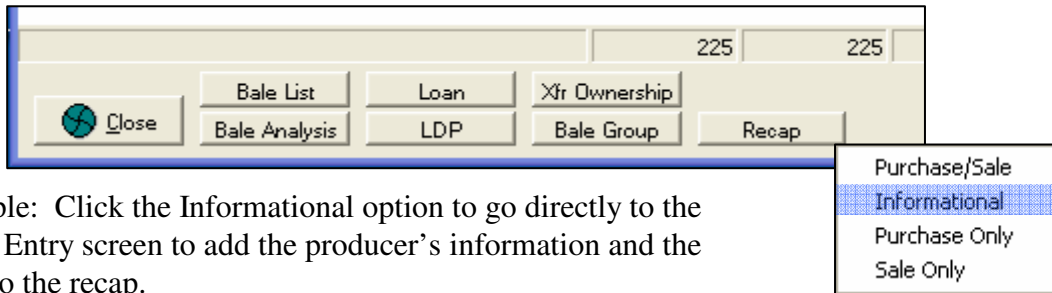 225 225
Bale List Loan Xfr Ownership
Close Bale Analysis LDP Bale Group Recap
Purchase/Sale
Informational
Purchase Only
Sale Only
ple: Click the Informational option to go directly to the
Entry screen to add the producer's information and the
o the recap.